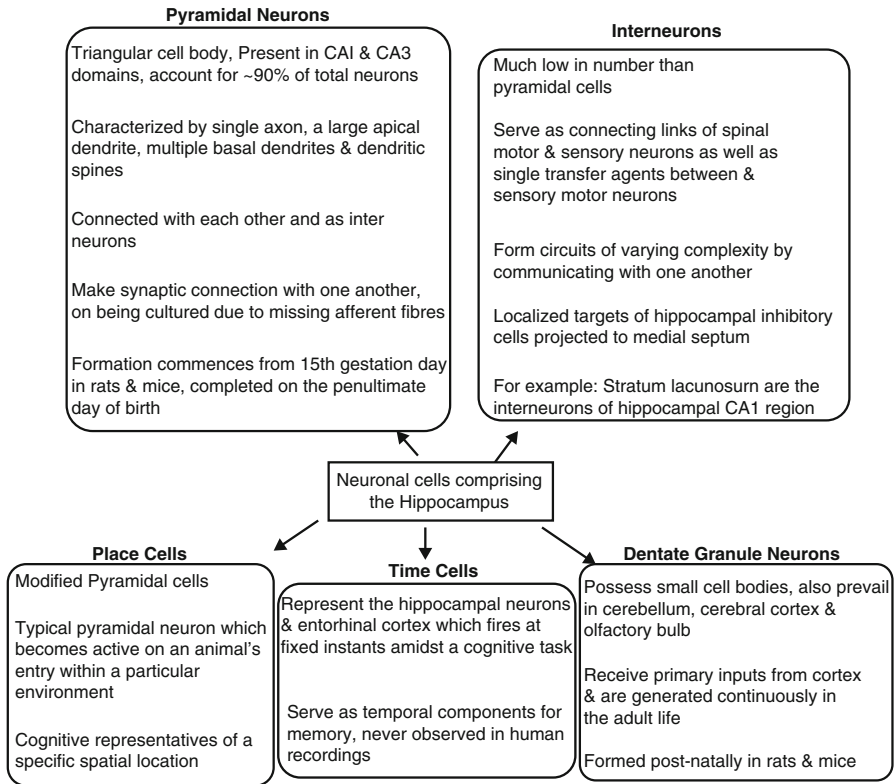 Pyramidal Neurons
Triangular cell body, Present in CAI & CA3
domains, account for ~90% of total neurons
Characterized by single axon, a large apical
dendrite, multiple basal dendrites & dendritic
spines
Connected with each other and as inter
neurons
Make synaptic connection with one another,
on being cultured due to missing afferent fibres
Formation commences from 15th gestation day
in rats & mice, completed on the penultimate
day of birth
Interneurons
Much low in number than
pyramidal cells
Serve as connecting links of spinal
motor & sensory neurons as well as
single transfer agents between &
sensory motor neurons
Form circuits of varying complexity by
communicating with one another
Localized targets of hippocampal inhibitory
cells projected to medial septum
For example: Stratum lacunosurn are the
interneurons of hippocampal CA1 region
Neuronal cells comprising
the Hippocampus
Place Cells
Modified Pyramidal cells
Typical pyramidal neuron which
becomes active on an animal's
entry within a particular
environment
Cognitive representatives of a
specific spatial location
Time Cells
Represent the hippocampal neurons
& entorhinal cortex which fires at
fixed instants amidst a cognitive task
Serve as temporal components for
memory, never observed in human
recordings
Dentate Granule Neurons
Possess small cell bodies, also prevail
in cerebellum, cerebral cortex &
olfactory bulb
Receive primary inputs from cortex
& are generated continuously in
the adult life
Formed post-natally in rats & mice